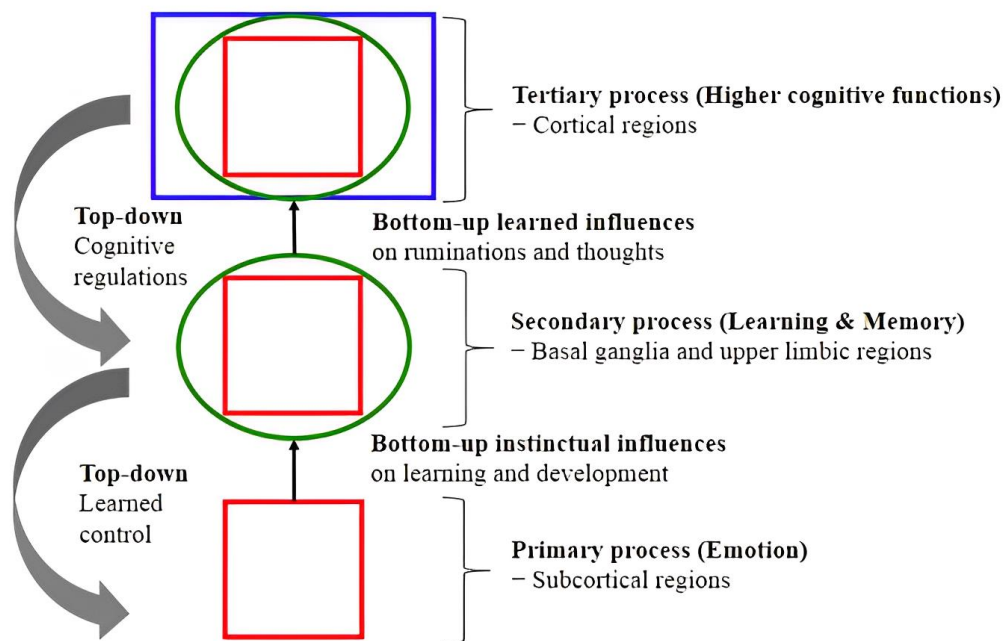 Tertiary process (Higher cognitive functions)
− Cortical regions
Top-down
Cognitive
regulations
Bottom-up learned influences
on ruminations and thoughts
Secondary process (Learning & Memory)
− Basal ganglia and upper limbic regions
Bottom-up instinctual influences
on learning and development
Top-down
Learned
control
Primary process (Emotion)
− Subcortical regions